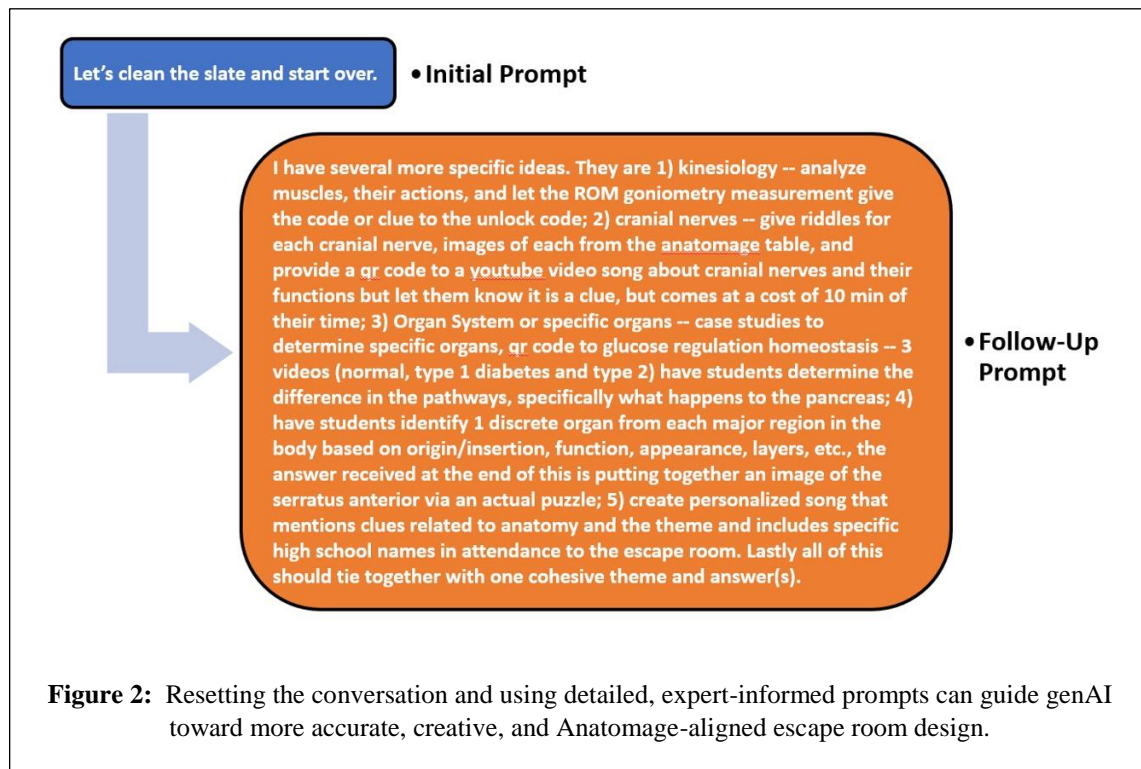 Let's clean the slate and start over.
•Initial Prompt
I have several more specific ideas. They are 1) kinesiology -- analyze
muscles, their actions, and let the ROM goniometry measurement give
the code or clue to the unlock code; 2) cranial nerves -- give riddles for
each cranial nerve, images of each from the anatomage table, and
provide a qr code to a youtube video song about cranial nerves and their
functions but let them know it is a clue, but comes at a cost of 10 min of
their time; 3) Organ System or specific organs -- case studies to
determine specific organs, qr code to glucose regulation homeostasis -- 3
videos (normal, type 1 diabetes and type 2) have students determine the
difference in the pathways, specifically what happens to the pancreas; 4)
have students identify 1 discrete organ from each major region in the
body based on origin/insertion, function, appearance, layers, etc., the
answer received at the end of this is putting together an image of the
serratus anterior via an actual puzzle; 5) create personalized song that
mentions clues related to anatomy and the theme and includes specific
high school names in attendance to the escape room. Lastly all of this
should tie together with one cohesive theme and answer(s).
•Follow-Up
Prompt
Figure 2: Resetting the conversation and using detailed, expert-informed prompts can guide genAI
toward more accurate, creative, and Anatomage-aligned escape room design.